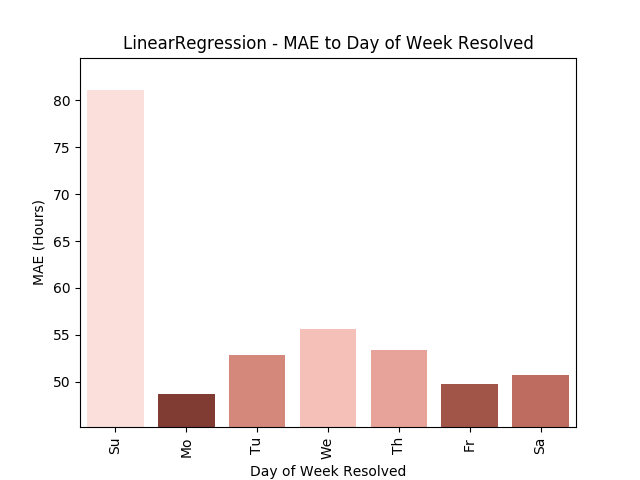 LinearRegression - MAE to Day of Week Resolved
MAE (Hours)
80
75
70
65
60
55
50
Su
Mo
Tu
We
Th
Fr
Sa
Day of Week Resolved